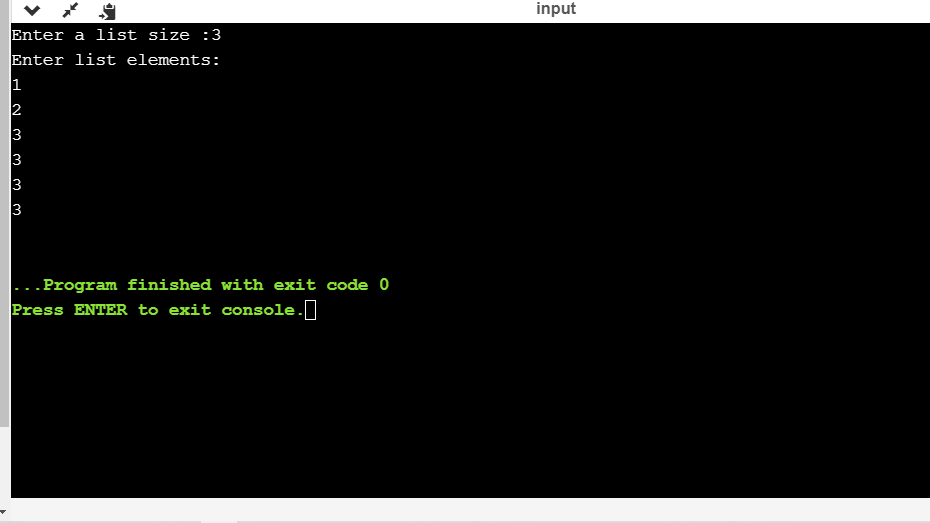 input
Enter a list size :3
Enter list elements:
1
2
3
3
3
3
...Program finished with exit code 0
Press ENTER to exit console.